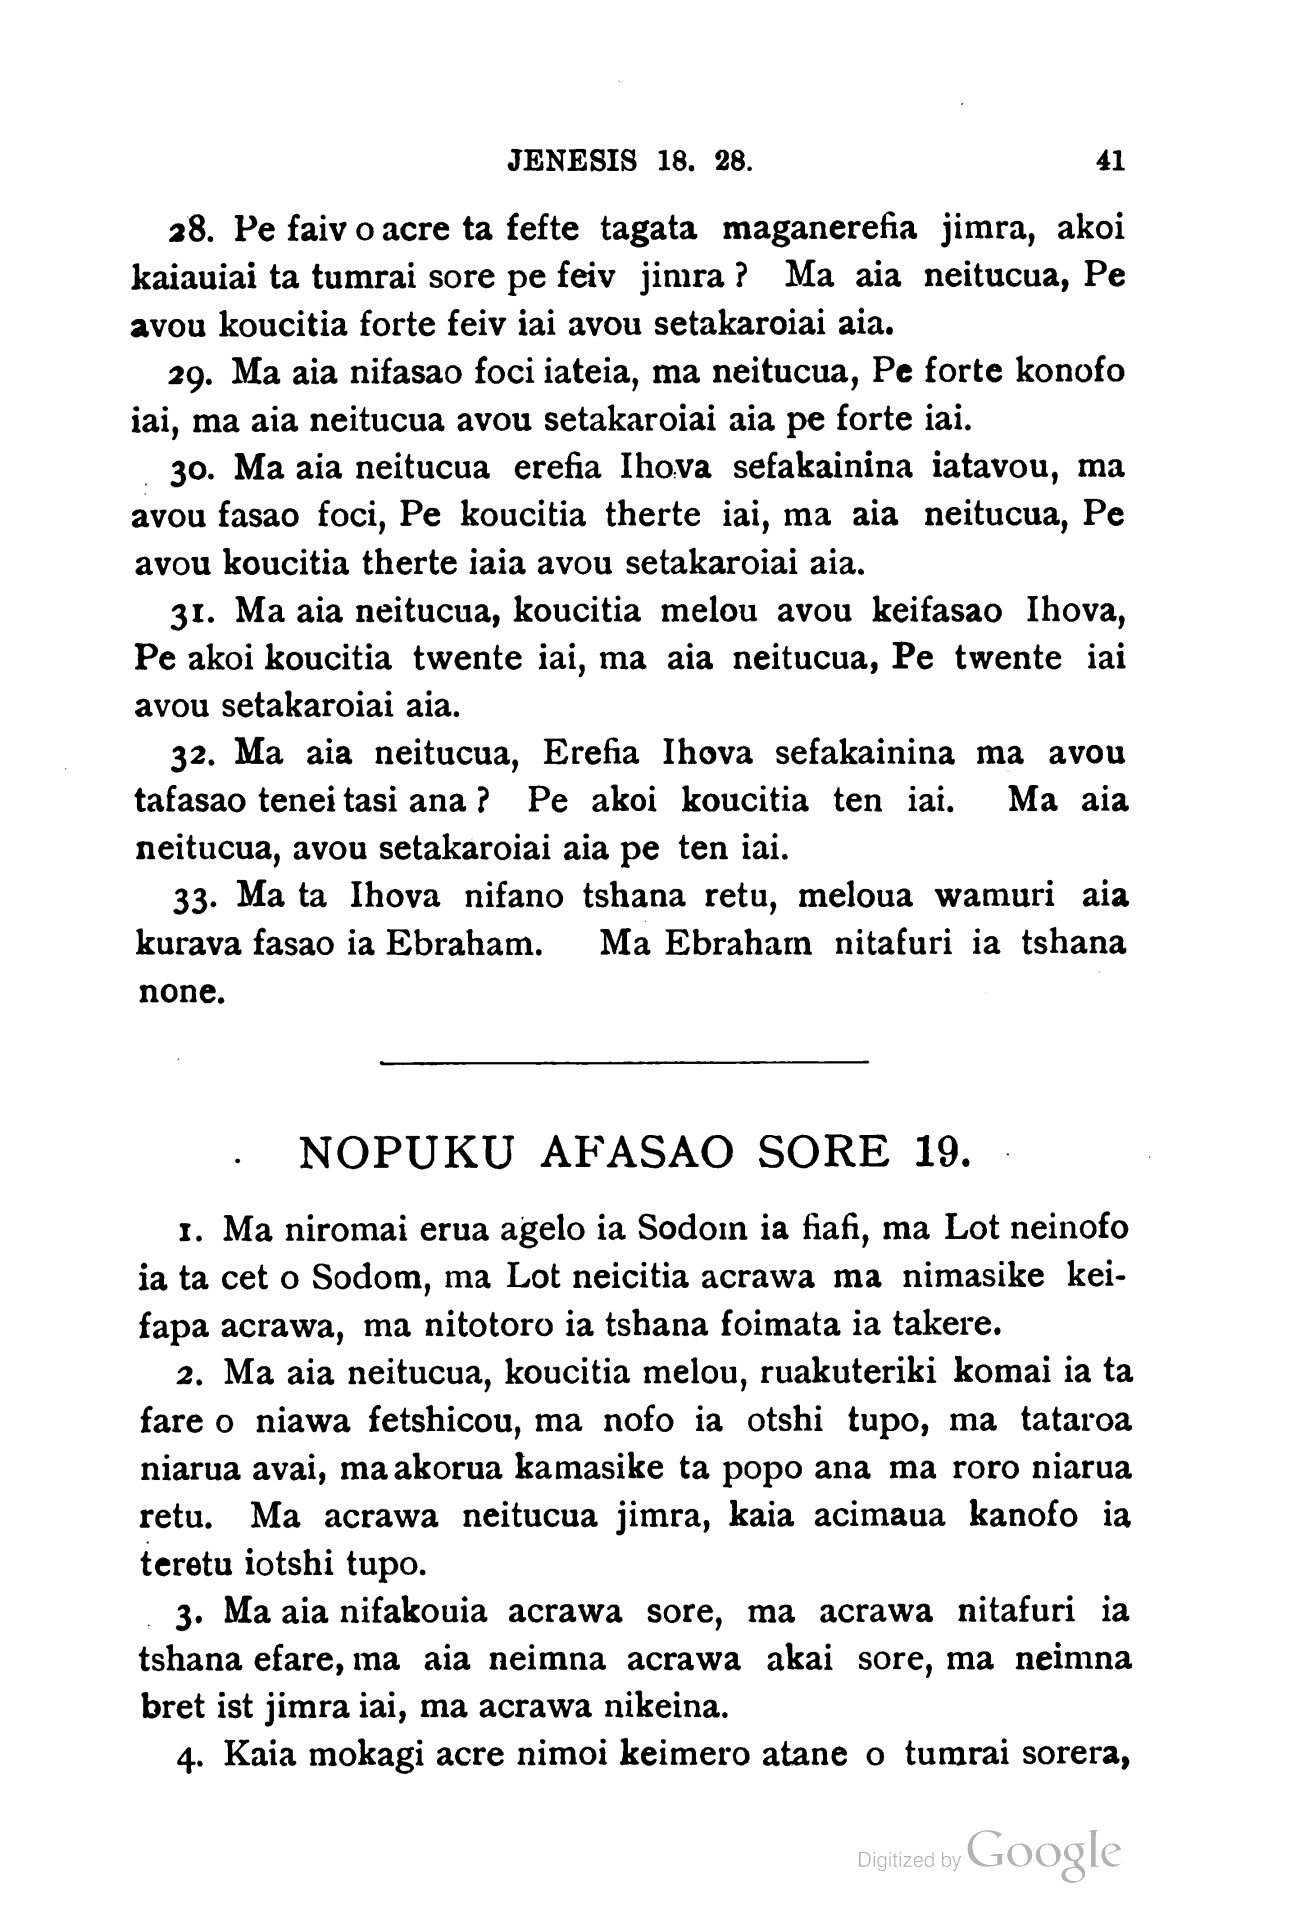 JENESIS 18. 28. 41
28. Pe faiv o acre ta fefte tagata maganerefia jimra, akoi
kaiauiai ta tumrai sore pe feiv jimra? Ma aia neitucua, Pe
avou koucitia forte feiv iai avou setakaroiai aia.
29. Ma aia nifasao foci iateia, ma neitucua, Pe forte konofo
iai, ma aia neitucua avou setakaroiai aia pe forte iai.
30. Ma aia neitucua erefia Ihova sefakainina iatavou, ma
avou fasao foci, Pe koucitia therte iai, ma aia neitucua, Pe
avou koucitia therte iaia avou setakaroiai aia.
31. Ma aia neitucua, koucitia melou avou keifasao Ihova,
Pe akoi koucitia twente iai, ma aia neitucua, Pe twente iai
avou setakaroiai aia.
32. Ma aia neitucua, Erefia Ihova sefakainina ma avou
tafasao tenei tasi ana? Pe akoi koucitia ten iai. Ma aia
neitucua, avou setakaroiai aia pe ten iai.
33. Ma ta Ihova nifano tshana retu, meloua wamuri aia
kurava fasao ia Ebraham. Ma Ebraham nitafuri ia tshana
none.
NOPUKU AFASAO SORE 19.
1. Ma niromai erua agelo ia Sodom ia fiafi, ma Lot neinofo
ia ta cet o Sodom, ma Lot neicitia acrawa ma nimasike kei-
fapa acrawa, ma nitotoro ia tshana foimata ia takere.
2. Ma aia neitucua, koucitia melou, ruakuteriki komai ia ta
fare o niawa fetshicou, ma nofo ia otshi tupo, ma tataroa
niarua avai, ma akorua kamasike ta popo ana ma roro niarua
retu. Ma acrawa neitucua jimra, kaia acimaua kanofo ia
teretu iotshi tupo.
3. Ma aia nifakouia acrawa sore, ma acrawa nitafuri ia
tshana efare, ma aia neimna acrawa akai sore, ma neimna
bret ist jimra iai, ma acrawa nikeina.
4. Kaia mokagi acre nimoi keimero atane o tumrai sorera,
Digitized by Google